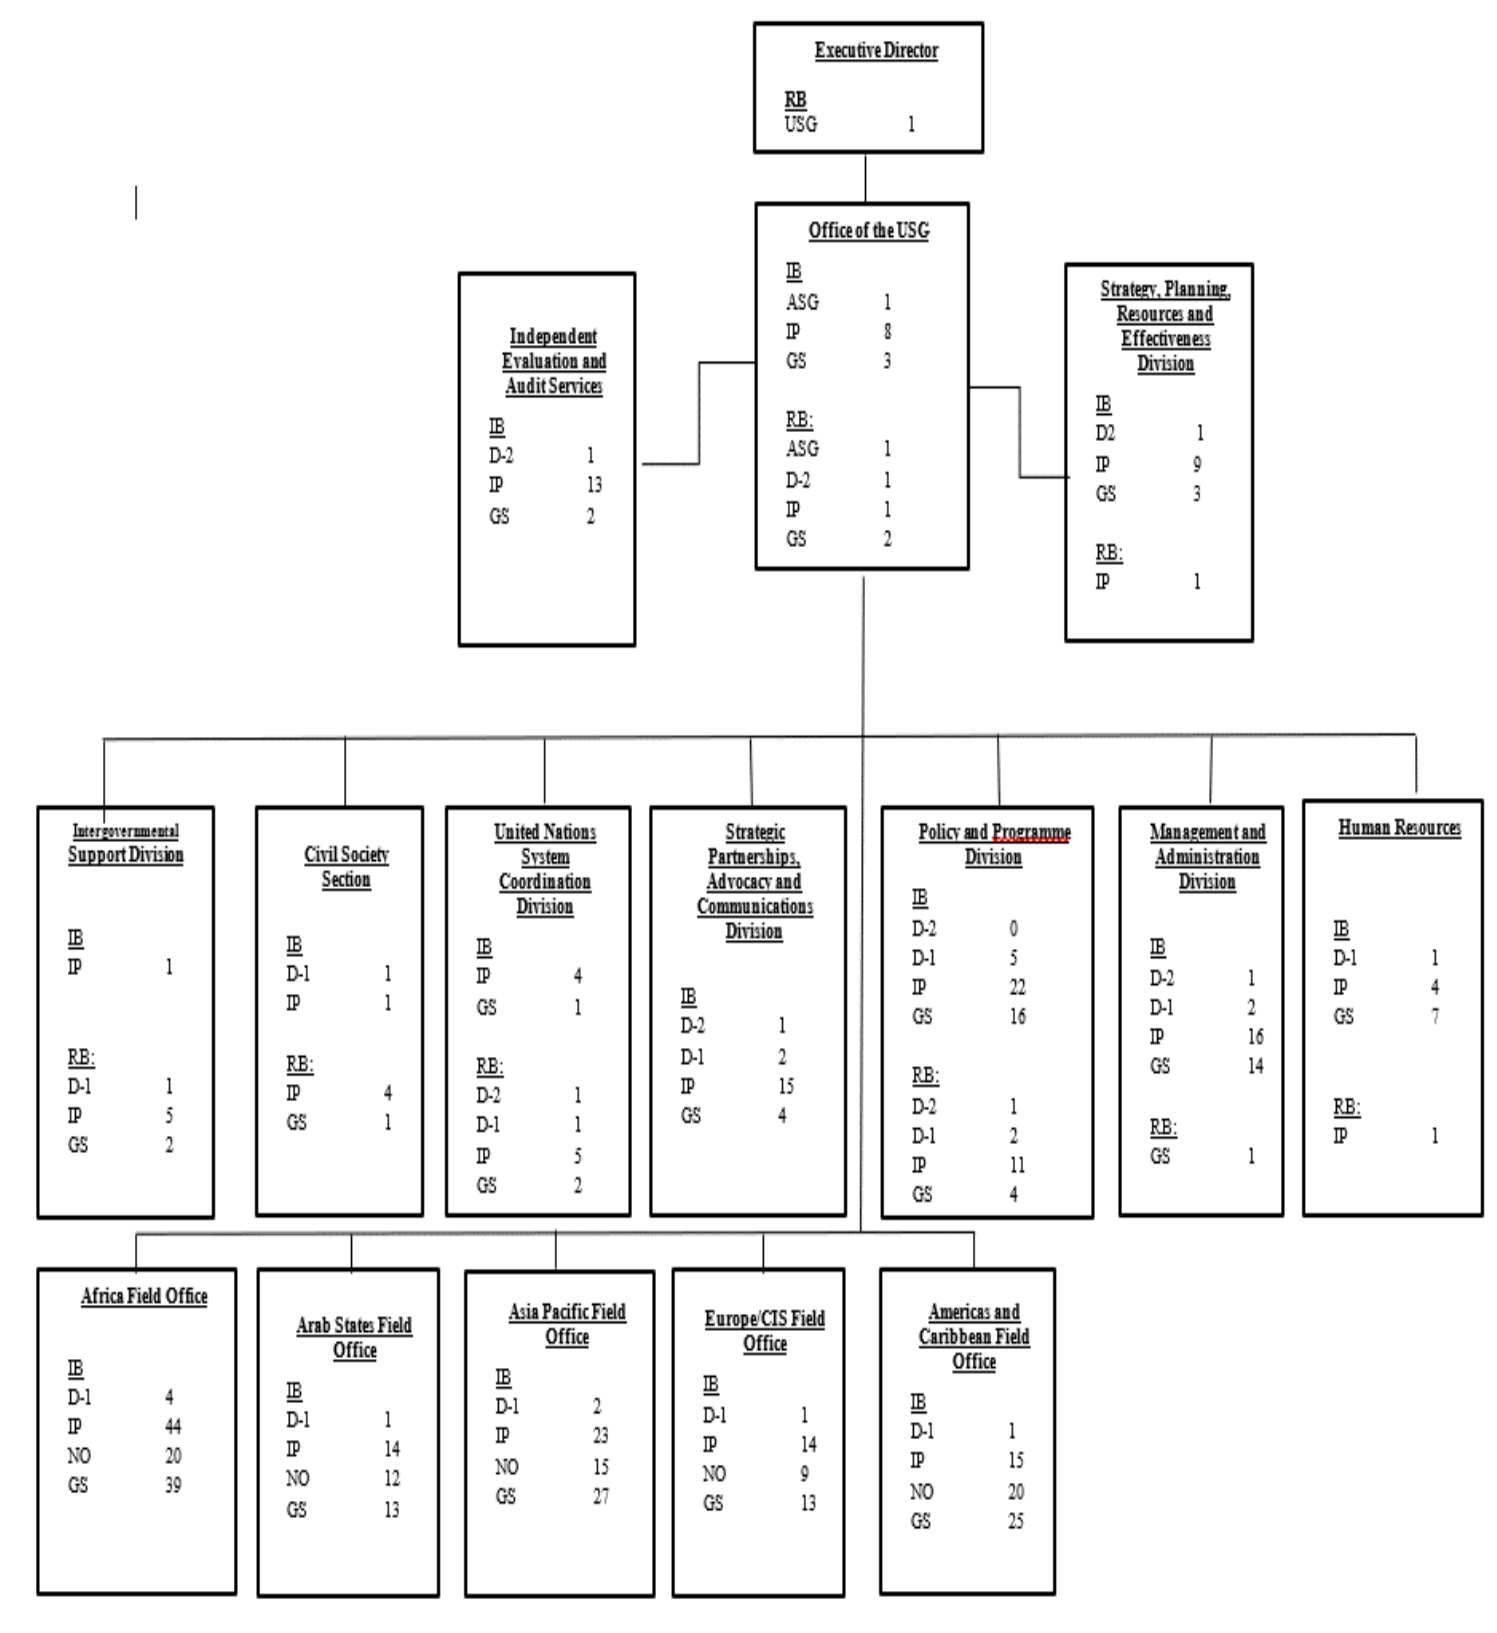 Executive Director
RB
USG 1
Office of the USG
IB
ASG 1
IP 8
GS 3
RB:
ASG 1
D-2 1
IP 1
GS 2
Independent
Evaluation and
Audit Services
IB
D-2 1
IP 13
GS 2
Strategy, Planning,
Resources and
Effectiveness
Division
IB
D2 1
IP 9
GS 3
RB:
IP 1
Intergovernmental
Support Division
IB
IP 1
RB:
D-1 1
IP 5
GS 2
Civil Society
Section
IB
D-1 1
IP 1
RB:
IP 4
GS 1
United Nations
System
Coordination
Division
IB
IP 4
GS 1
RB:
D-2 1
D-1 1
IP 5
GS 2
Strategic
Partnerships,
Advocacy and
Communications
Division
IB
D-2 1
D-1 2
IP 15
GS 4
Policy and Programme
Division
IB
D-2 0
D-1 5
IP 22
GS 16
RB:
D-2 1
D-1 2
IP 11
GS 4
Management and
Administration
Division
IB
D-2 1
D-1 2
IP 16
GS 14
RB:
GS 1
Human Resources
IB
D-1 1
IP 4
GS 7
RB:
IP 1
Africa Field Office
IB
D-1 4
IP 44
NO 20
GS 39
Arab States Field
Office
IB
D-1 1
IP 14
NO 12
GS 13
Asia Pacific Field
Office
IB
D-1 2
IP 23
NO 15
GS 27
Europe/CIS Field
Office
IB
D-1 1
IP 14
NO 9
GS 13
Americas and
Caribbean Field
Office
IB
D-1 1
IP 15
NO 20
GS 25